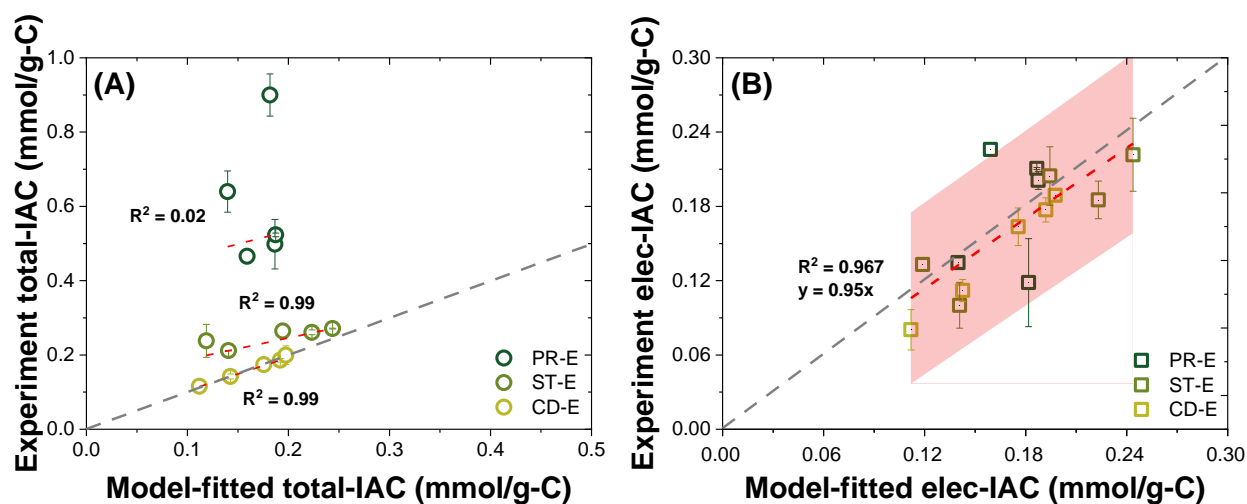 (A)
Experiment total-IAC (mmol/g-C)
1.0
0.8
0.6
0.4
0.2
0.0
R² = 0.02
R² = 0.99
R² = 0.99
PR-E
ST-E
CD-E
0.0 0.1 0.2 0.3 0.4 0.5
Model-fitted total-IAC (mmol/g-C)
(B)
Experiment elec-IAC (mmol/g-C)
0.30
0.24
0.18
0.12
0.06
0.00
R² = 0.967
y = 0.95x
PR-E
ST-E
CD-E
0.00 0.06 0.12 0.18 0.24 0.30
Model-fitted elec-IAC (mmol/g-C)